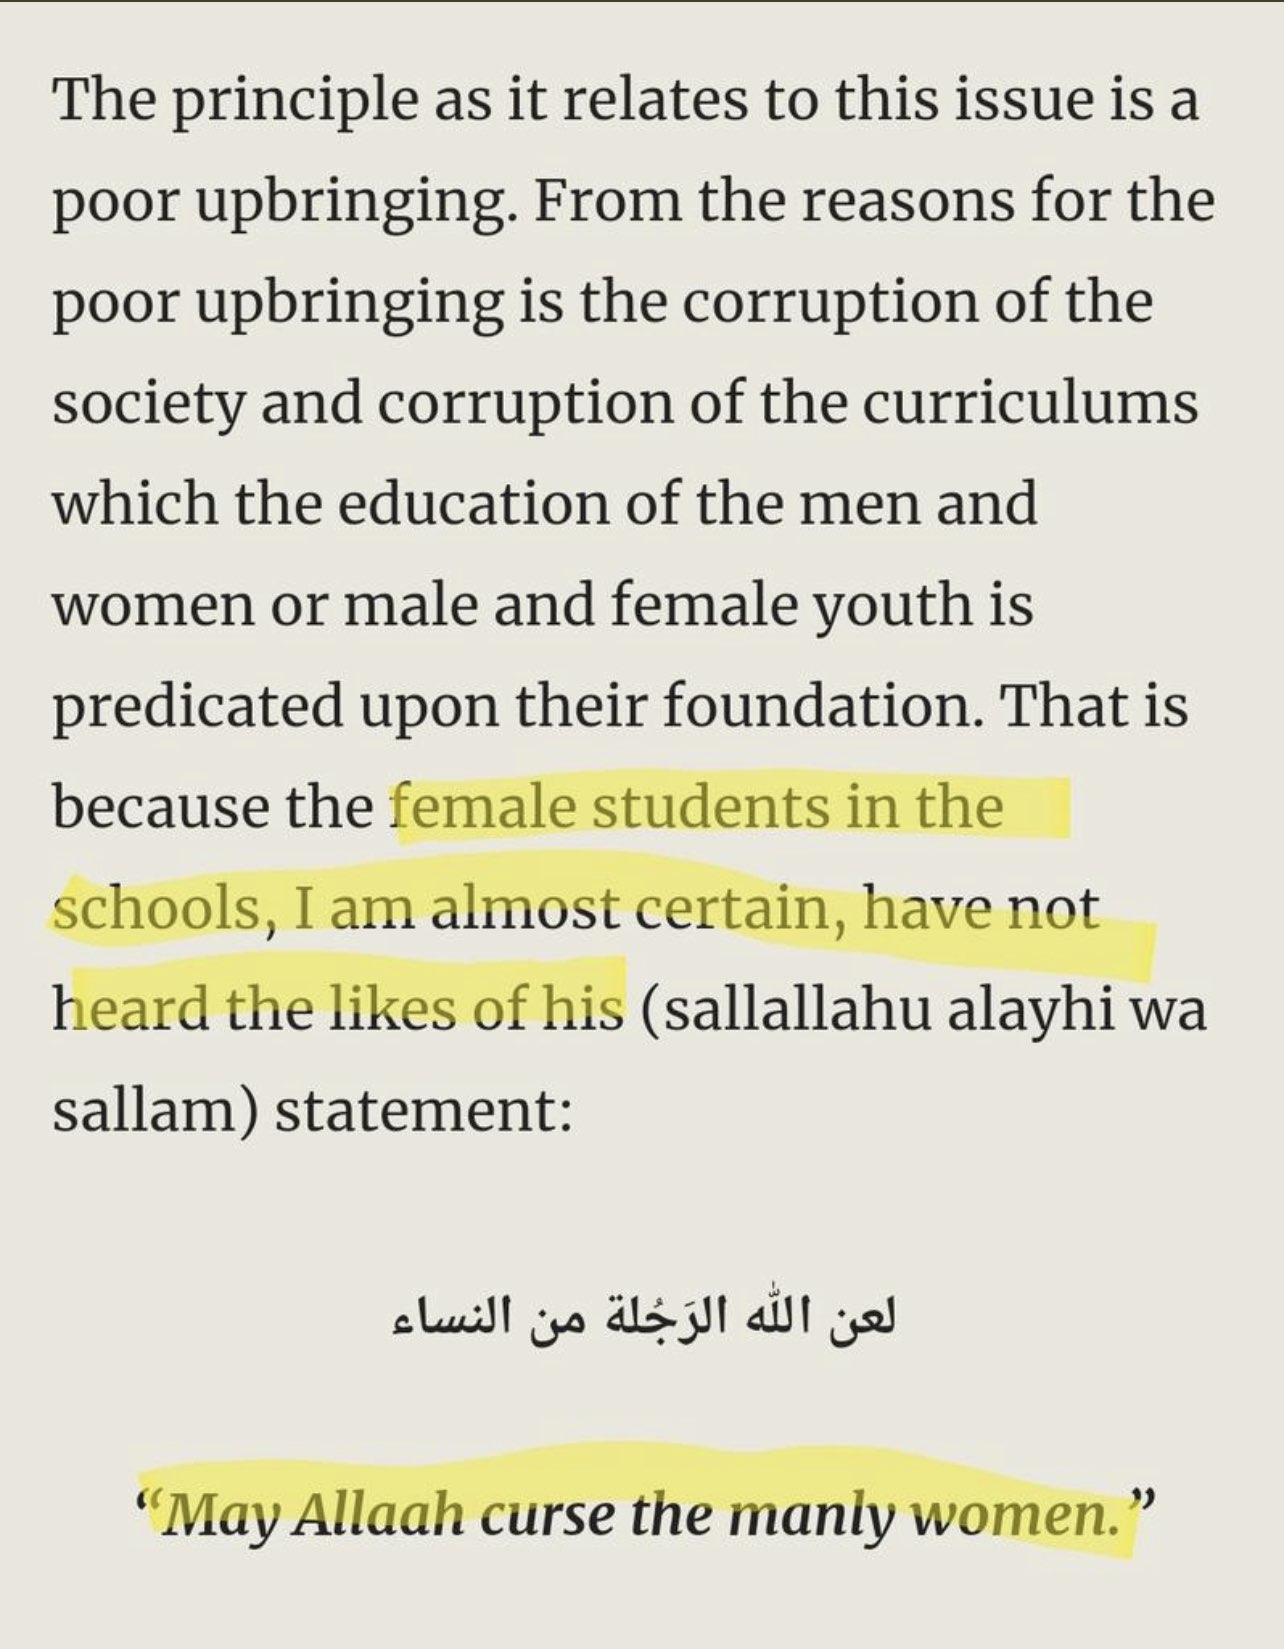 The principle as it relates to this issue is a
poor upbringing. From the reasons for the
poor upbringing is the corruption of the
society and corruption of the curriculums
which the education of the men and
women or male and female youth is
predicated upon their foundation. That is
because the female students in the
schools, I am almost certain, have not
heard the likes of his (sallallahu alayhi wa
sallam) statement:
لعن الله الرَجُلة من النساء
“May Allaah curse the manly women.”